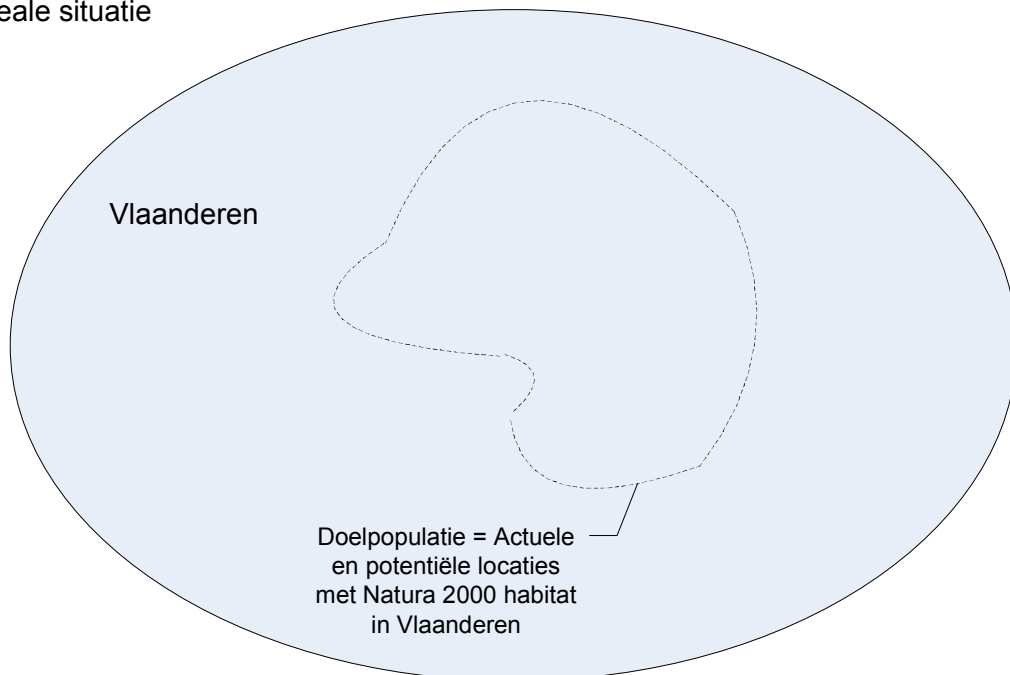 eale situatie
Vlaanderen
Doelpopulatie = Actuele
en potentiële locaties
met Natura 2000 habitat
in Vlaanderen